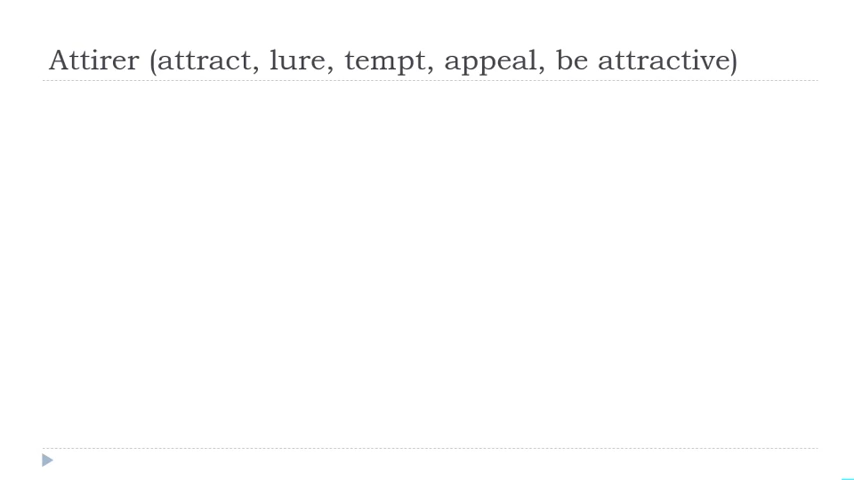 Attirer (attract, lure, tempt, appeal, be attractive)